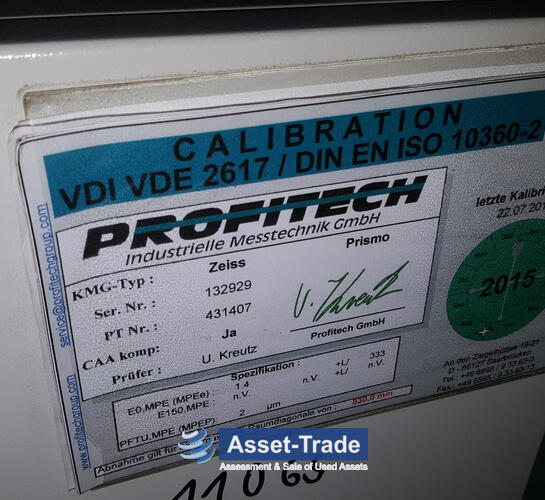 CALIBRATION
VDI VDE 2617 / DIN EN ISO 10360-2
PROFITECH
Industrielle Messtechnik GmbH
KMG-Typ : Zeiss Prismo
Ser. Nr. : 132929
PT Nr. : 431407
CAA komp: Ja
Prüfer : U. Kreutz
U. Kreutz
Profitech GmbH
Spezifikation :
E0,MPE (MPEe) : 1.4 +L/ 333
E150,MPE : n.V. n.V. +L/ n.V.
PFTU,MPE (MPEP): 2 µm
Abnahme gilt für Raumdiagonale von : 530.0 mm
service@profitechgroup.com
www.profitechgroup.com
letzte Kalibri
22.07.201
2015
An den Ziegelhütten 19-21
D - 66127 Saarbrücken
Asset-Trade
Assessment & Sale of Used Assets